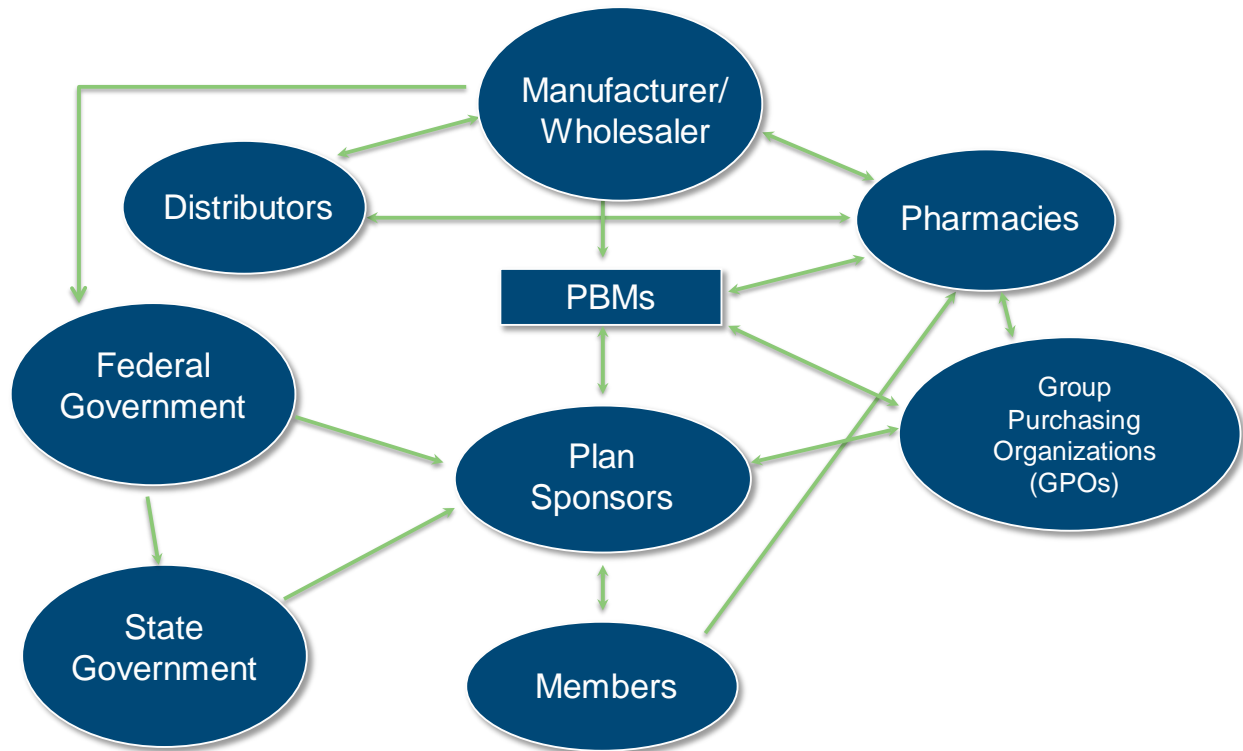 Manufacturer/
Wholesaler
Distributors
Pharmacies
PBMs
Federal
Government
Group
Purchasing
Organizations
(GPOs)
Plan
Sponsors
State
Government
Members